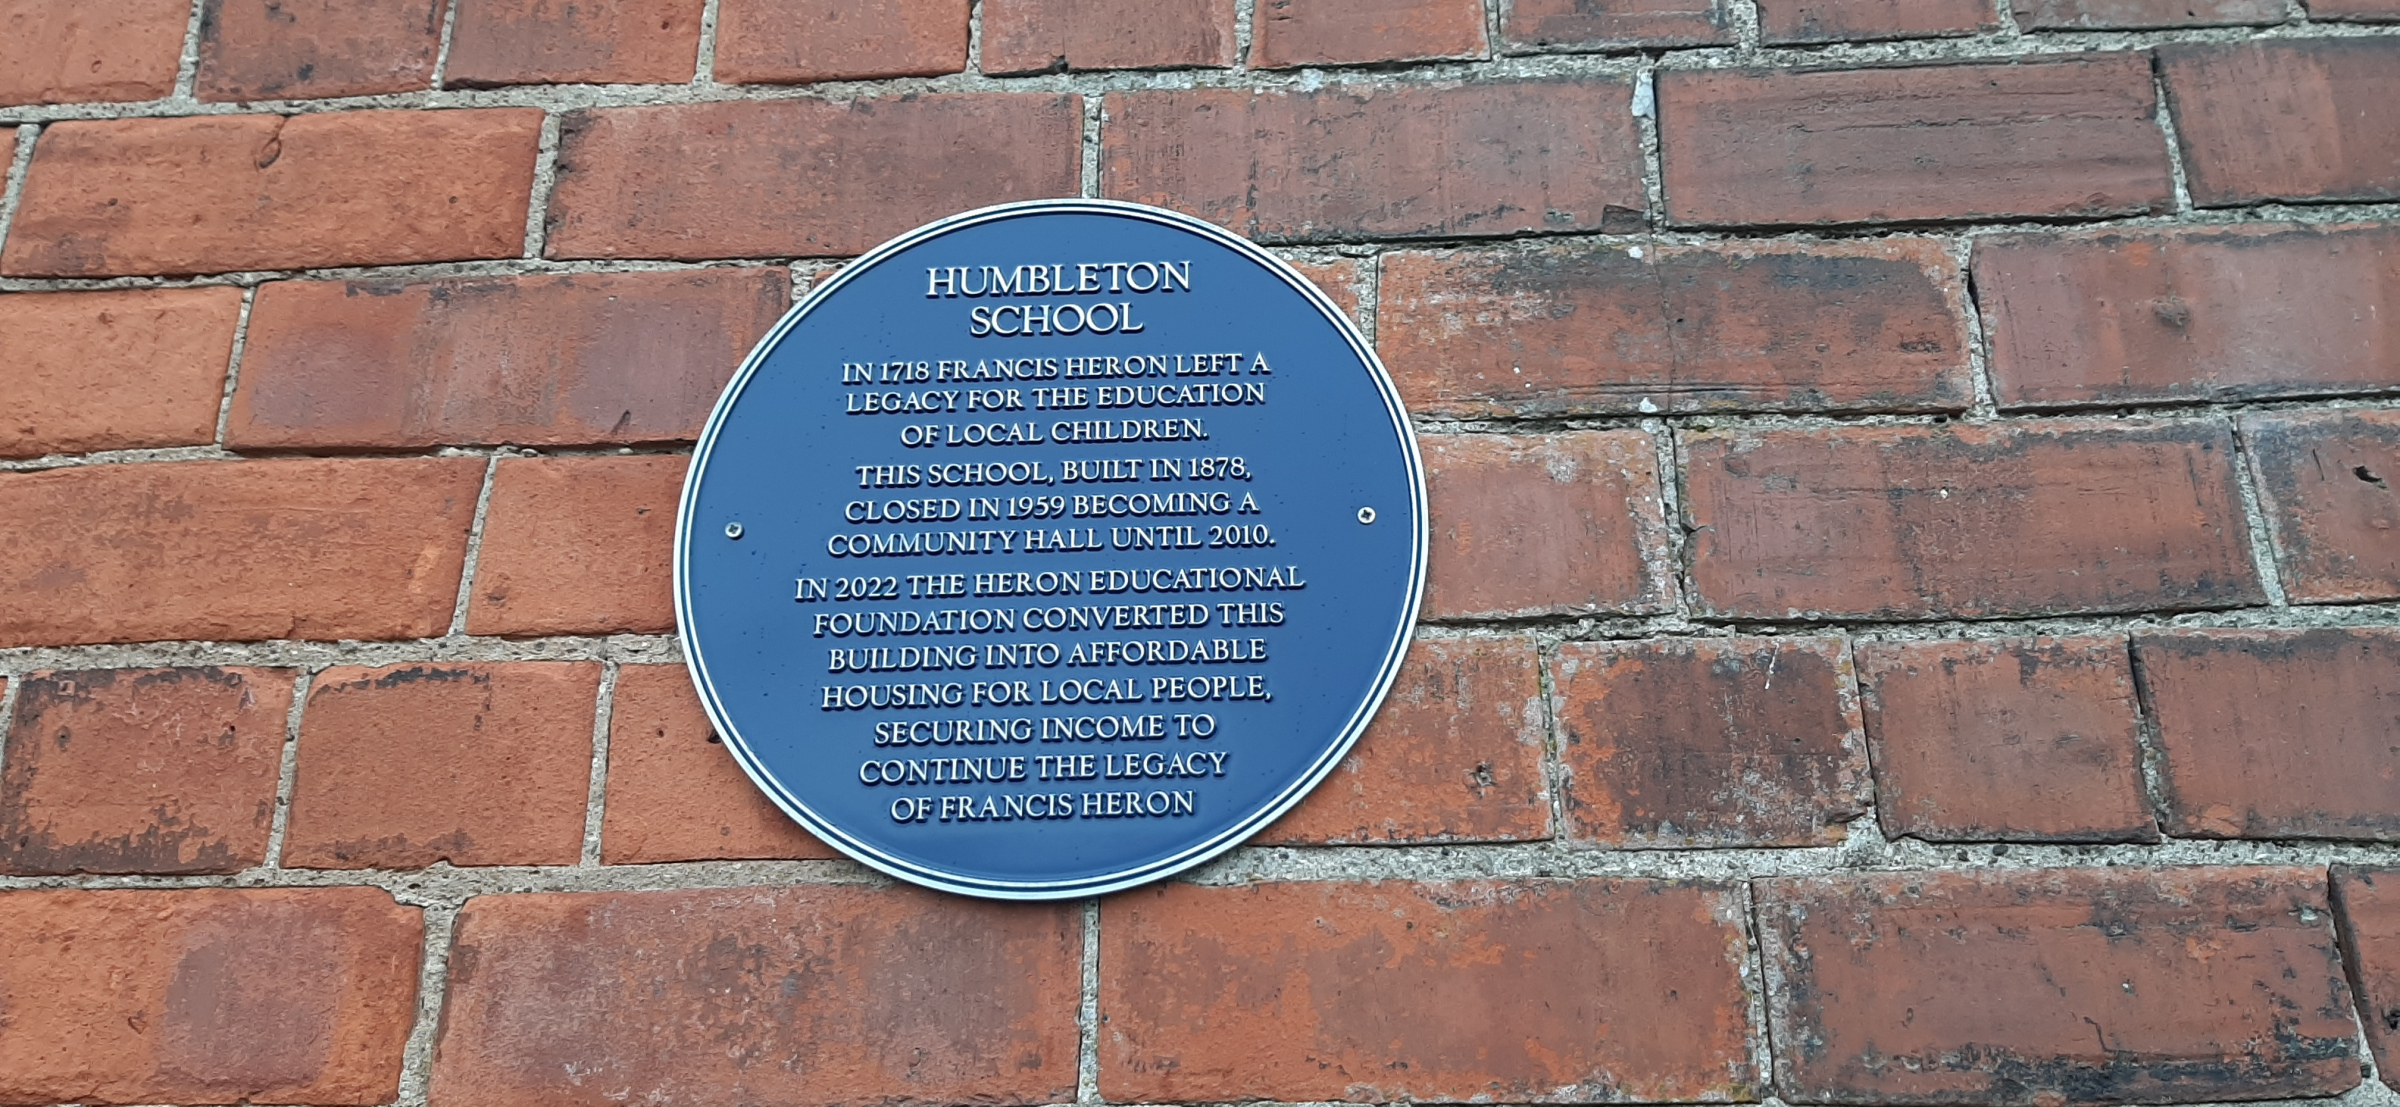 HUMBLETON
SCHOOL
IN 1718 FRANCIS HERON LEFT A
LEGACY FOR THE EDUCATION
OF LOCAL CHILDREN.
THIS SCHOOL, BUILT IN 1878,
CLOSED IN 1959 BECOMING A
COMMUNITY HALL UNTIL 2010.
IN 2022 THE HERON EDUCATIONAL
FOUNDATION CONVERTED THIS
BUILDING INTO AFFORDABLE
HOUSING FOR LOCAL PEOPLE,
SECURING INCOME TO
CONTINUE THE LEGACY
OF FRANCIS HERON